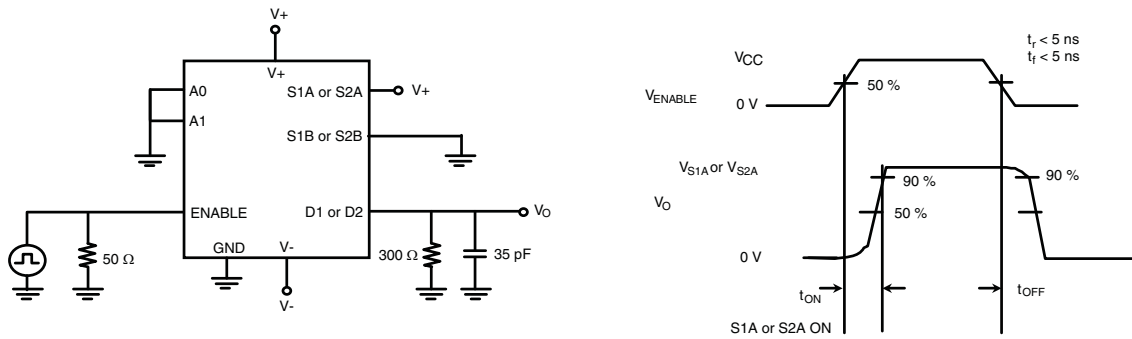 V+
V+
A0
A1
S1A or S2A
V+
S1B or S2B
ENABLE
D1 or D2
VO
GND
V-
V-
50 Ω
300 Ω
35 pF
tr < 5 ns
tf < 5 ns
VCC
VENABLE
50 %
0 V
VS1A or VS2A
90 %
90 %
VO
50 %
0 V
tON
tOFF
S1A or S2A ON